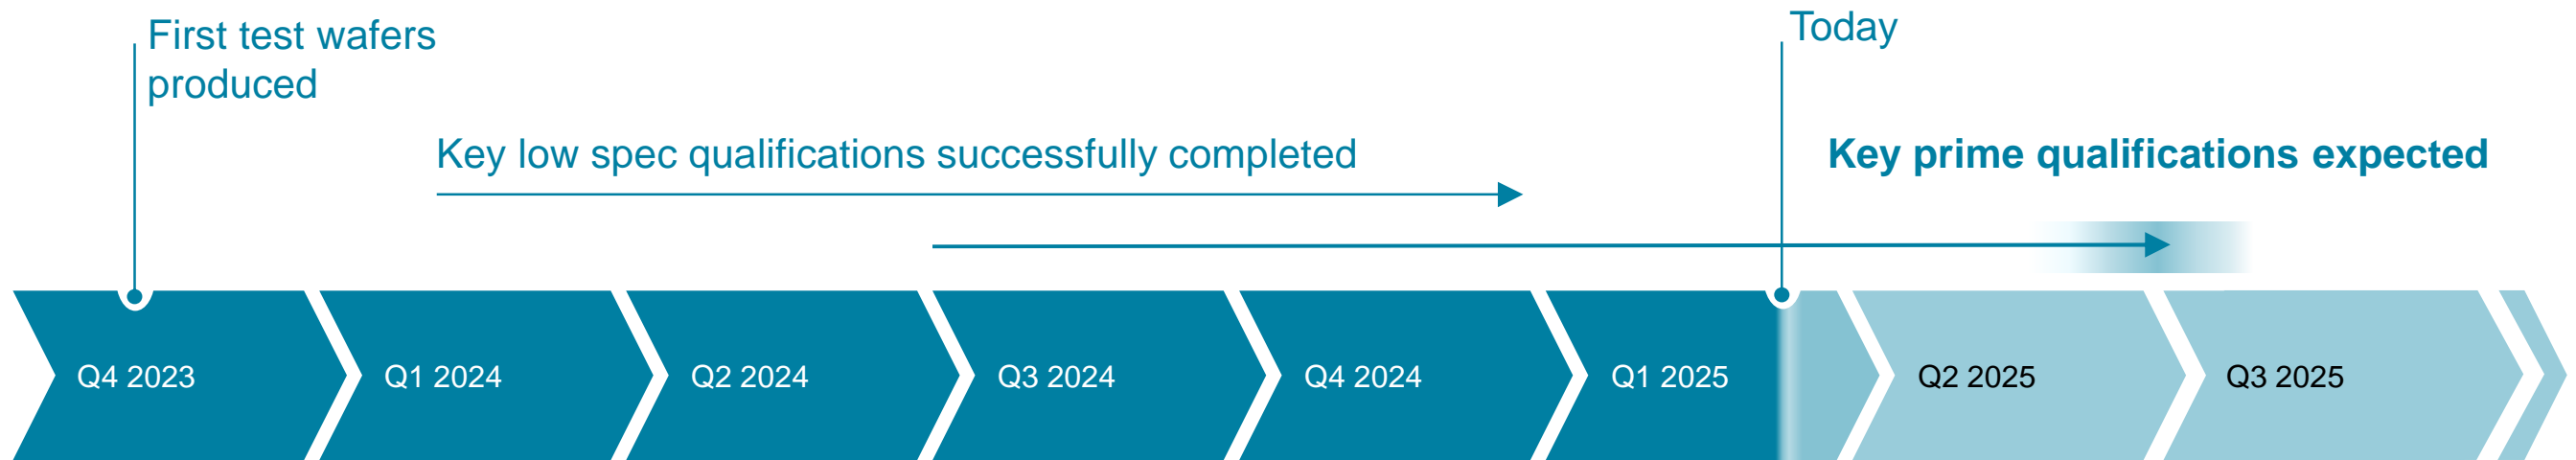 First test wafers
produced
Today
Key low spec qualifications successfully completed
Key prime qualifications expected
Q4 2023
Q1 2024
Q2 2024
Q3 2024
Q4 2024
Q1 2025
Q2 2025
Q3 2025